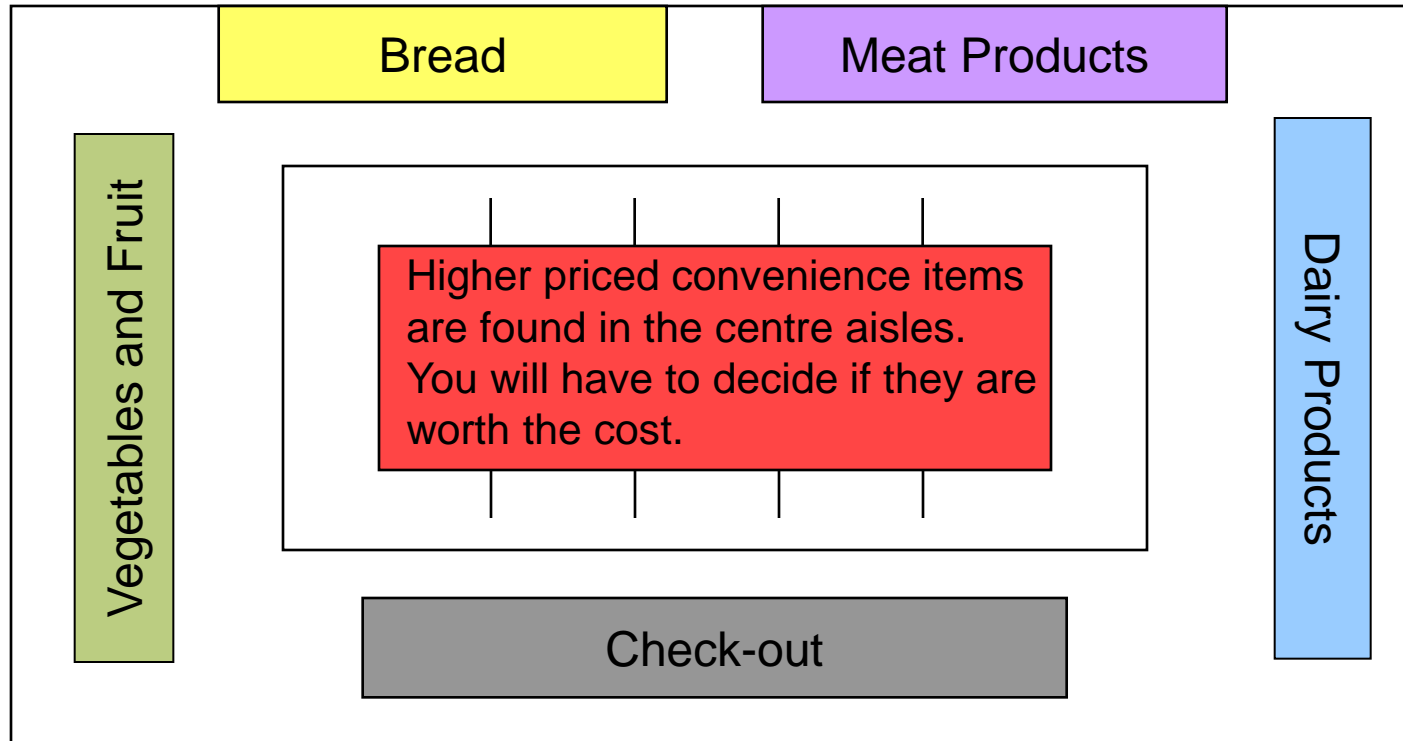 Bread
Meat Products
Vegetables and Fruit
Higher priced convenience items
are found in the centre aisles.
You will have to decide if they are
worth the cost.
Dairy Products
Check-out